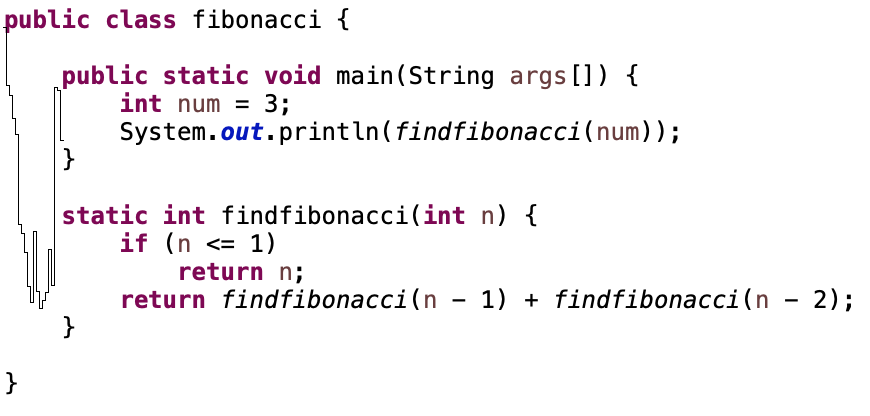 public class fibonacci {
public static void main(String args[]) {
int num = 3;
System.out.println(findfibonacci(num));
}
static int findfibonacci(int n) {
if (n <= 1)
return n;
return findfibonacci(n - 1) + findfibonacci(n - 2);
}
}